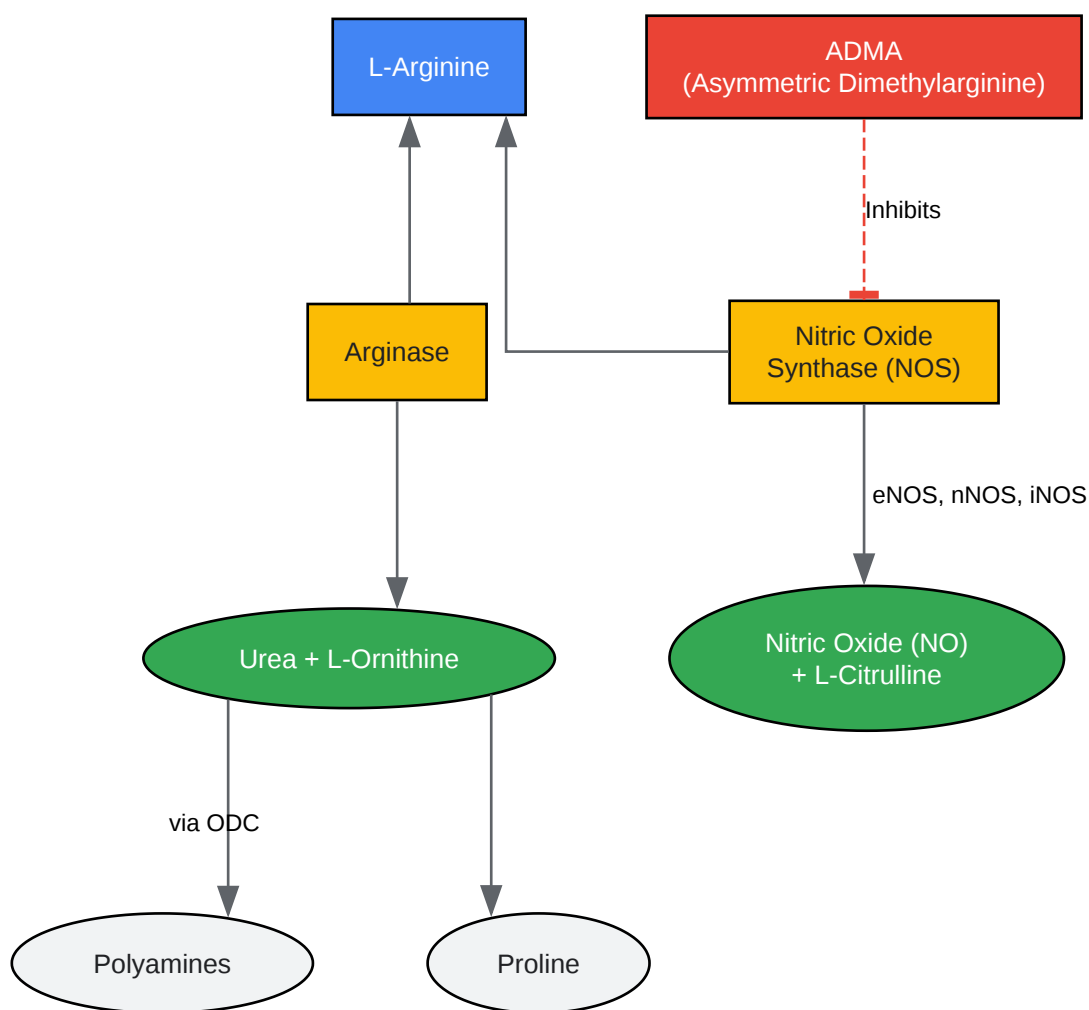 L-Arginine
ADMA
(Asymmetric Dimethylarginine)
Inhibits
Arginase
Nitric Oxide
Synthase (NOS)
eNOS, nNOS, iNOS
Urea + L-Ornithine
Nitric Oxide (NO)
+ L-Citrulline
via ODC
Polyamines
Proline